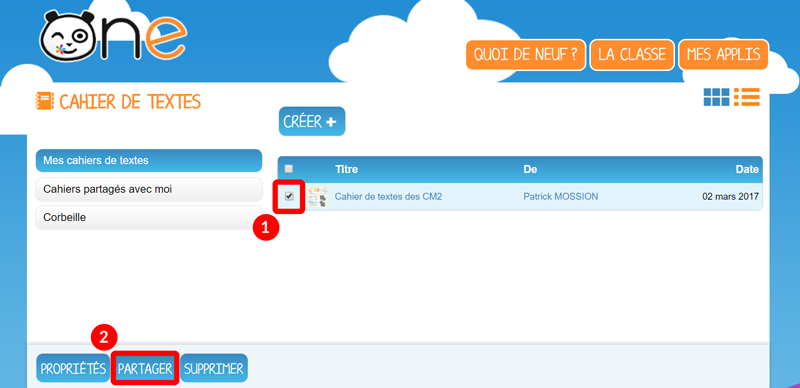 One
QUOI DE NEUF ? LA CLASSE MES APPLIS
CAHIER DE TEXTES
CRÉER +
Mes cahiers de textes
Cahiers partagés avec moi
Corbeille
Titre De Date
Cahier de textes des CM2 Patrick MOSSION 02 mars 2017
1
2
PROPRIÉTÉS PARTAGER SUPPRIMER